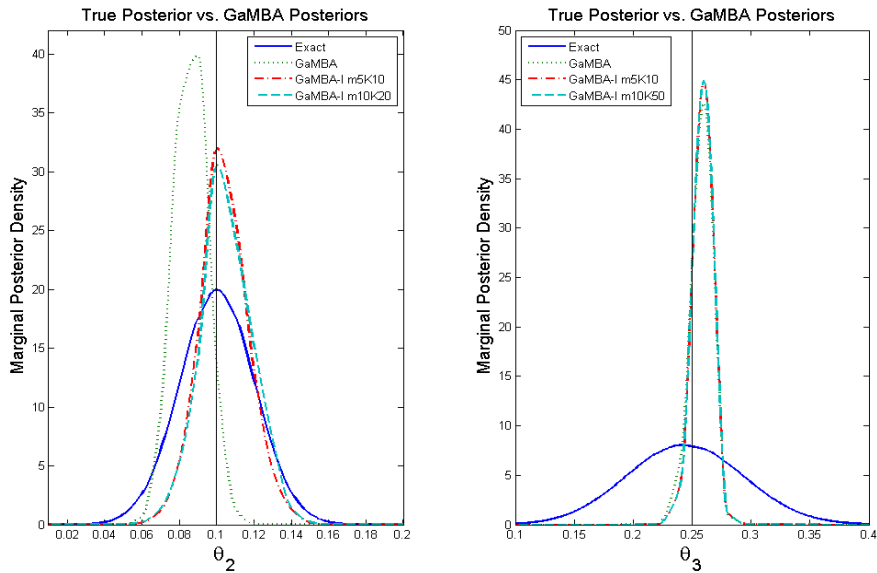 True Posterior vs. GaMBA Posteriors
Marginal Posterior Density
40
35
30
25
20
15
10
5
0
Exact
GaMBA
GaMBA-I m5K10
GaMBA-I m10K20
0.02 0.04 0.06 0.08 0.1 0.12 0.14 0.16 0.18 0.2
θ2
True Posterior vs. GaMBA Posteriors
Marginal Posterior Density
50
45
40
35
30
25
20
15
10
5
0
Exact
GaMBA
GaMBA-I m5K10
GaMBA-I m10K50
0.1 0.15 0.2 0.25 0.3 0.35 0.4
θ3